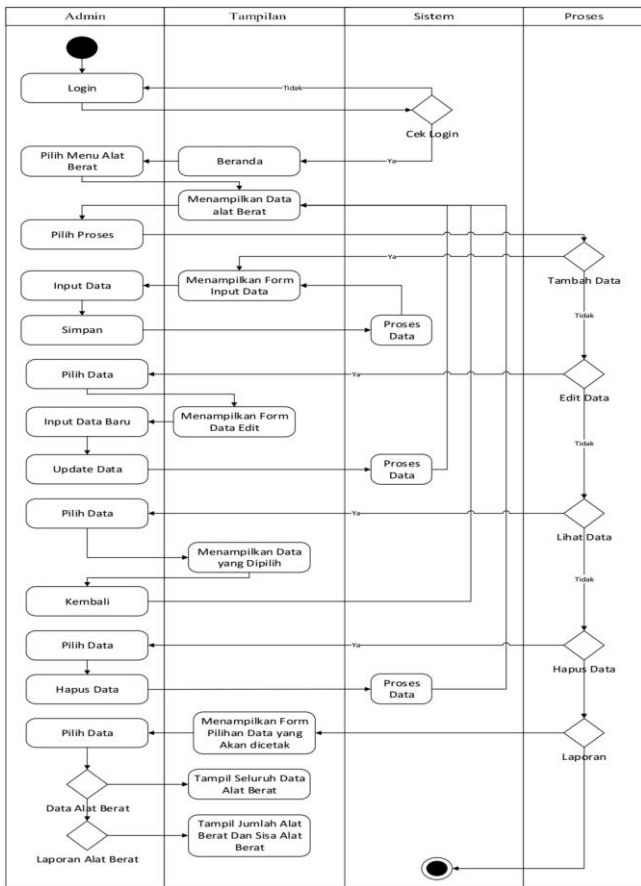 Admin
Tampilan
Sistem
Proses
Login
Tidak
Cek Login
Pilih Menu Alat
Berat
Beranda
Ya
Menampilkan Data
alat Berat
Pilih Proses
Ya
Tambah Data
Input Data
Menampilkan Form
Input Data
Tidak
Simpan
Proses
Data
Pilih Data
Ya
Edit Data
Input Data Baru
Menampilkan Form
Data Edit
Tidak
Update Data
Proses
Data
Pilih Data
Ya
Lihat Data
Menampilkan Data
yang Dipilih
Tidak
Kembali
Pilih Data
Ya
Hapus Data
Hapus Data
Proses
Data
Pilih Data
Menampilkan Form
Pilihan Data yang
Akan dicetak
Laporan
Data Alat Berat
Tampil Seluruh Data
Alat Berat
Laporan Alat Berat
Tampil Jumlah Alat
Berat Dan Sisa Alat
Berat